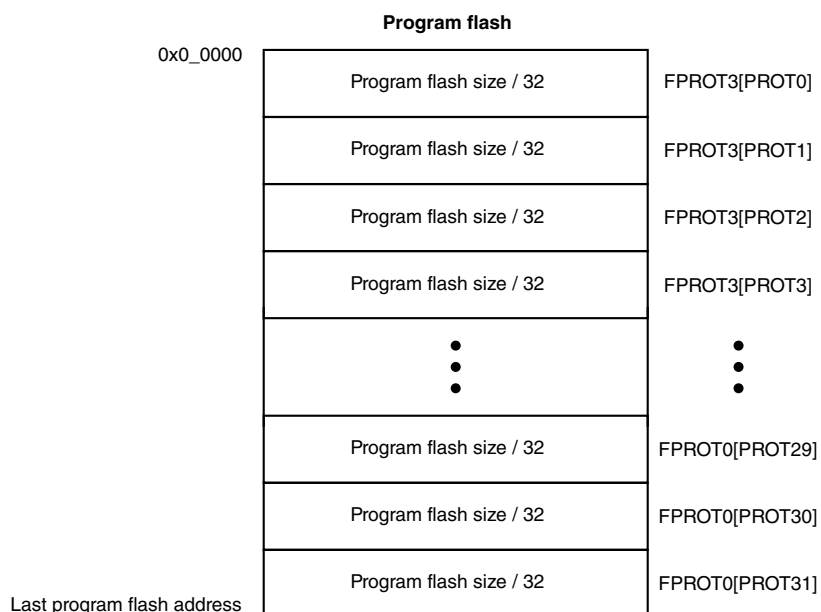 Program flash
0x0_0000
Program flash size / 32 FPROT3[PROT0]
Program flash size / 32 FPROT3[PROT1]
Program flash size / 32 FPROT3[PROT2]
Program flash size / 32 FPROT3[PROT3]
Program flash size / 32 FPROT0[PROT29]
Program flash size / 32 FPROT0[PROT30]
Program flash size / 32 FPROT0[PROT31]
Last program flash address